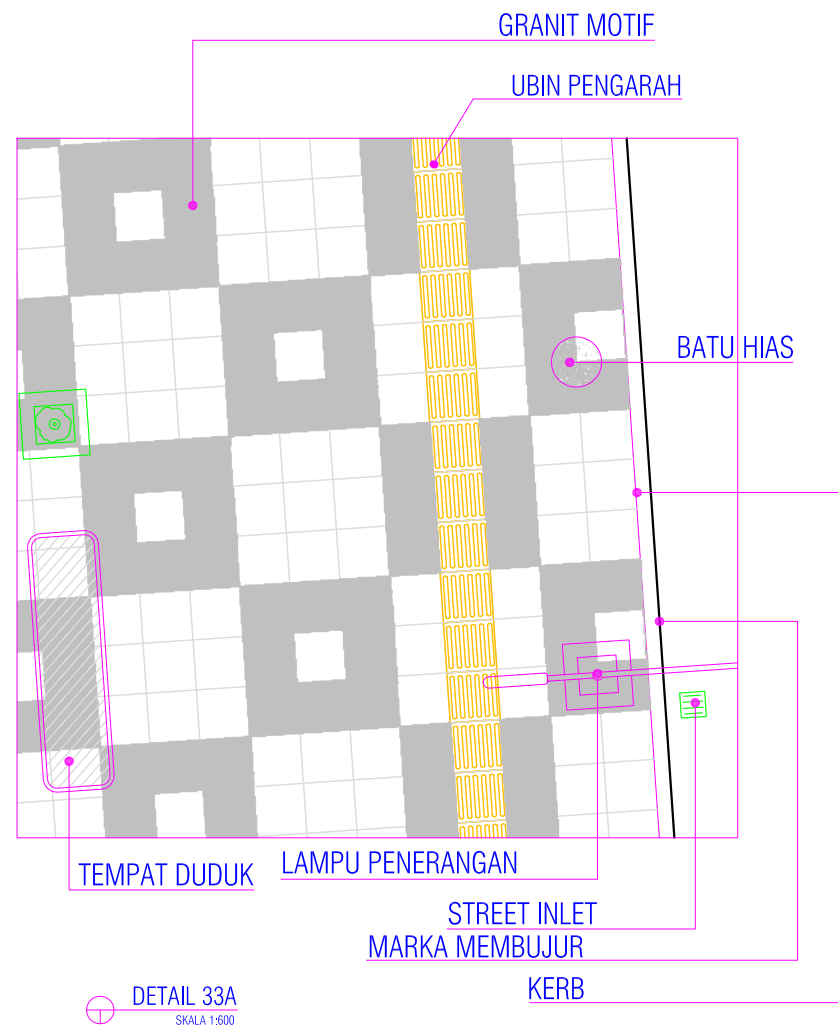 GRANIT MOTIF
UBIN PENGARAH
BATU HIAS
TEMPAT DUDUK
LAMPU PENERANGAN
STREET INLET
MARKA MEMBUJUR
KERB
DETAIL 33A
SKALA 1:600